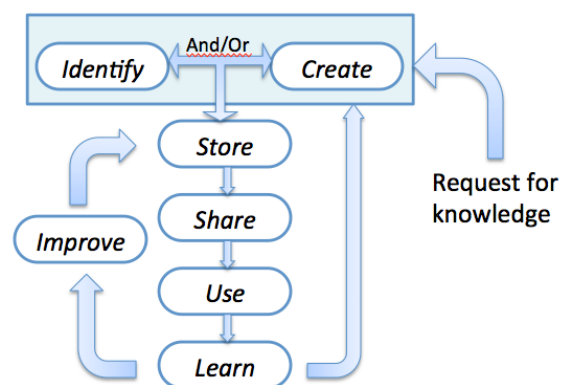 And/Or
Identify
Create
Store
Request for
knowledge
Share
Improve
Use
Learn